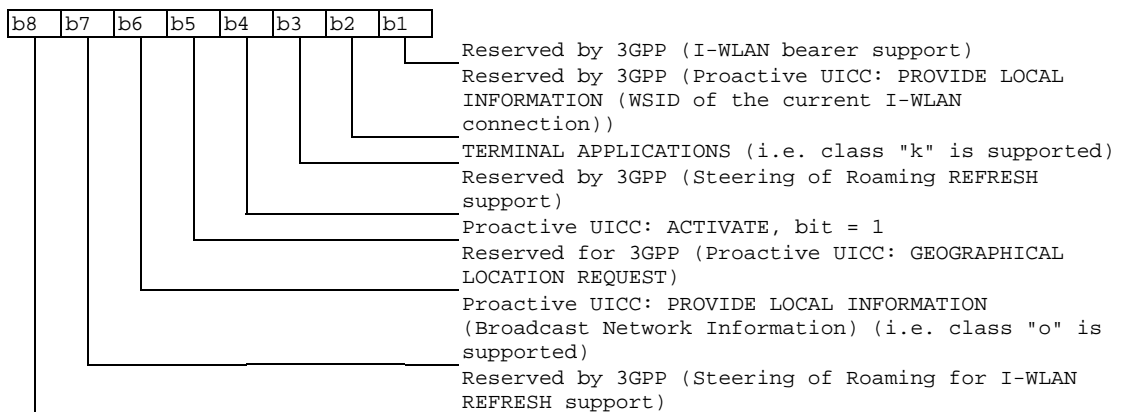 b8 b7 b6 b5 b4 b3 b2 b1
Reserved by 3GPP (I-WLAN bearer support)
Reserved by 3GPP (Proactive UICC: PROVIDE LOCAL
INFORMATION (WSID of the current I-WLAN
connection))
TERMINAL APPLICATIONS (i.e. class "k" is supported)
Reserved by 3GPP (Steering of Roaming REFRESH
support)
Proactive UICC: ACTIVATE, bit = 1
Reserved for 3GPP (Proactive UICC: GEOGRAPHICAL
LOCATION REQUEST)
Proactive UICC: PROVIDE LOCAL INFORMATION
(Broadcast Network Information) (i.e. class "o" is
supported)
Reserved by 3GPP (Steering of Roaming for I-WLAN
REFRESH support)